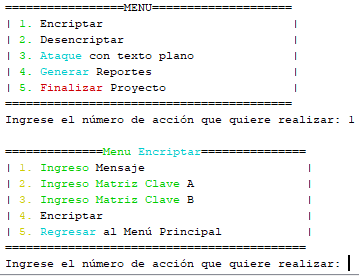 =================MENU====================
| 1. Encriptar                           |
| 2. Desencriptar                        |
| 3. Ataque con texto plano              |
| 4. Generar Reportes                    |
| 5. Finalizar Proyecto                  |
=========================================
Ingrese el número de acción que quiere realizar: 1
==============Menu Encriptar===============
| 1. Ingreso Mensaje                       |
| 2. Ingreso Matriz Clave A                |
| 3. Ingreso Matriz Clave B                |
| 4. Encriptar                             |
| 5. Regresar al Menú Principal            |
===========================================
Ingrese el número de acción que quiere realizar: